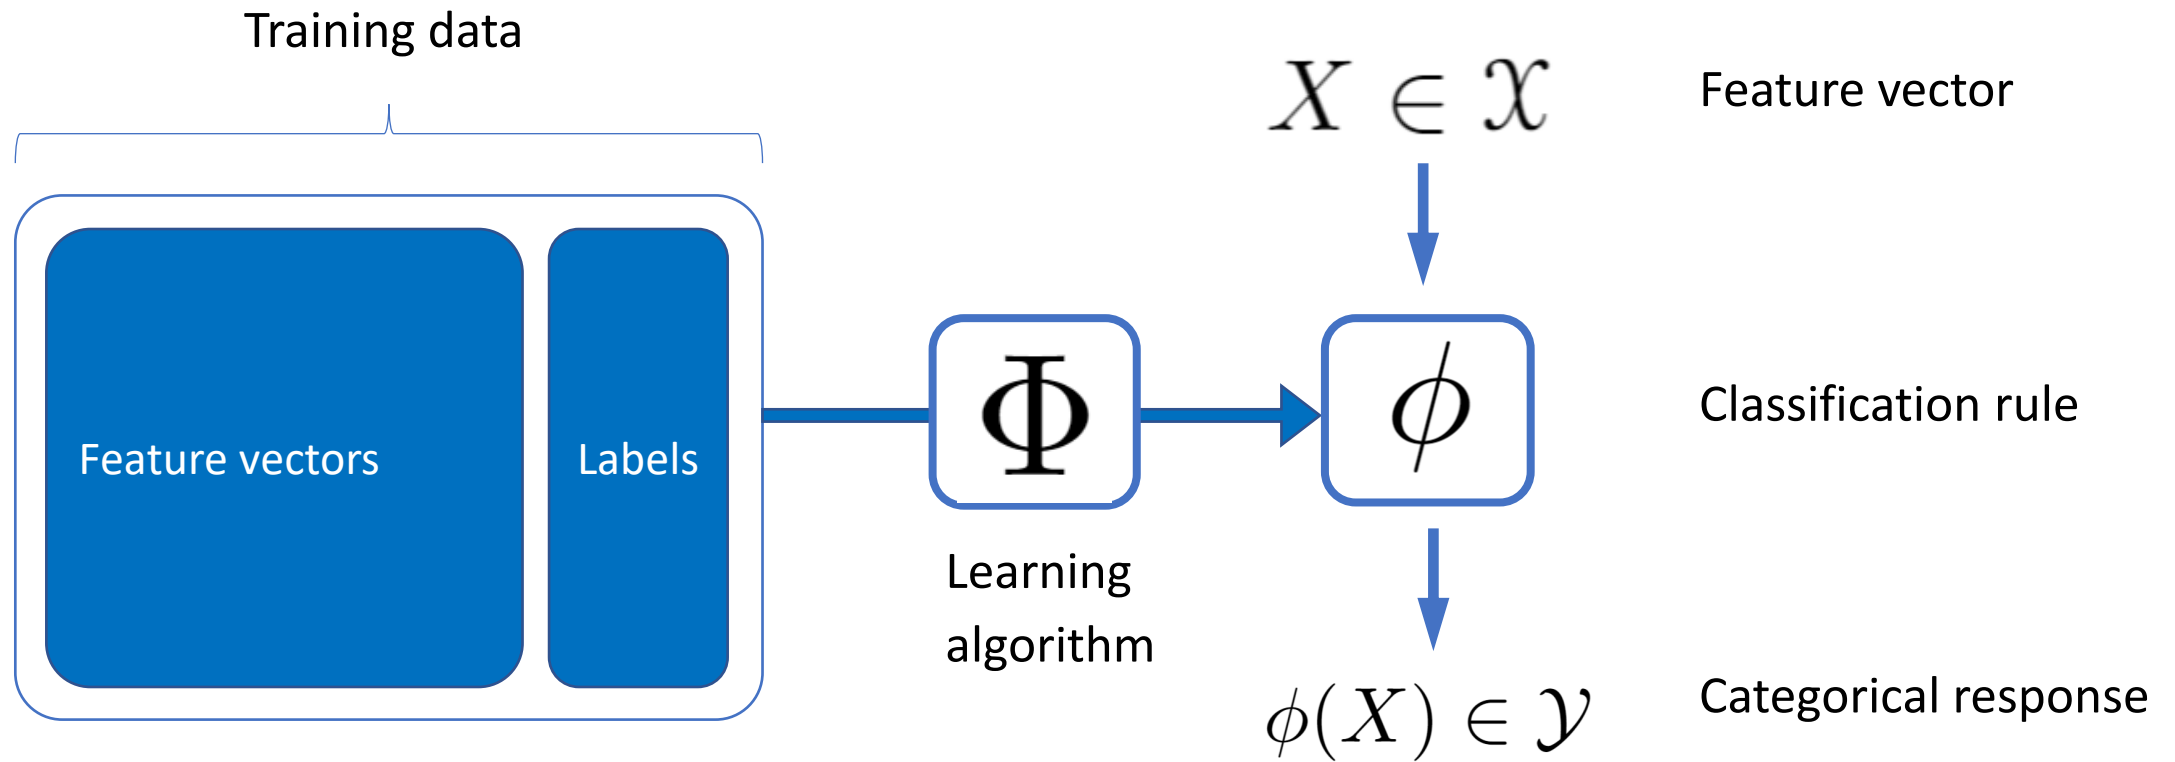 Training data
X ∈ 𝒳
Feature vector
Feature vectors
Labels
Φ
ϕ
Classification rule
Learning
algorithm
ϕ(X) ∈ 𝒴
Categorical response